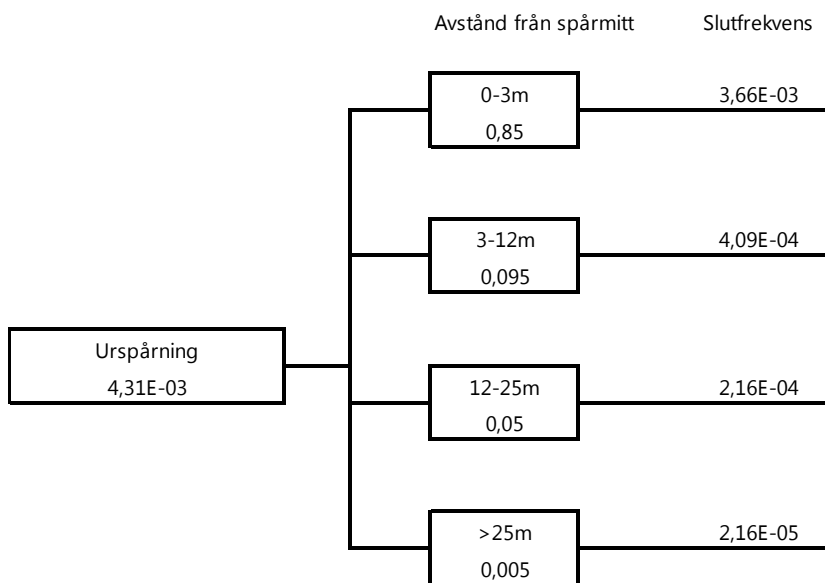 Avstånd från spårmitt Slutfrekvens
0-3m 3,66E-03
0,85
3-12m 4,09E-04
0,095
Urspårning
4,31E-03
12-25m 2,16E-04
0,05
>25m 2,16E-05
0,005